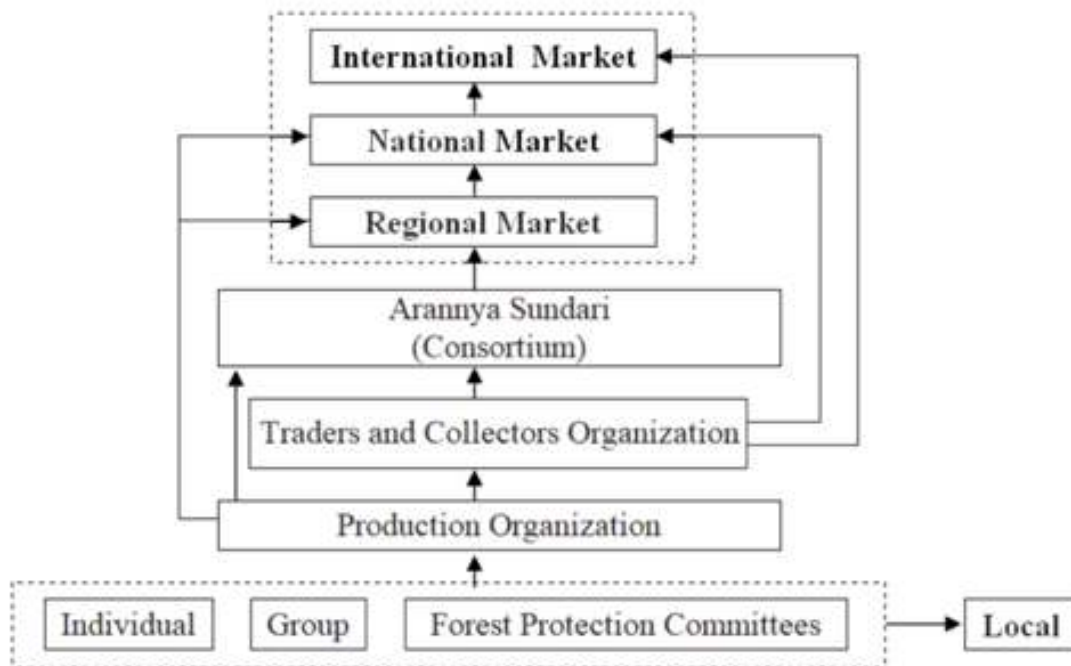 International Market
National Market
Regional Market
Arannya Sundari
(Consortium)
Traders and Collectors Organization
Production Organization
Individual
Group
Forest Protection Committees
Local